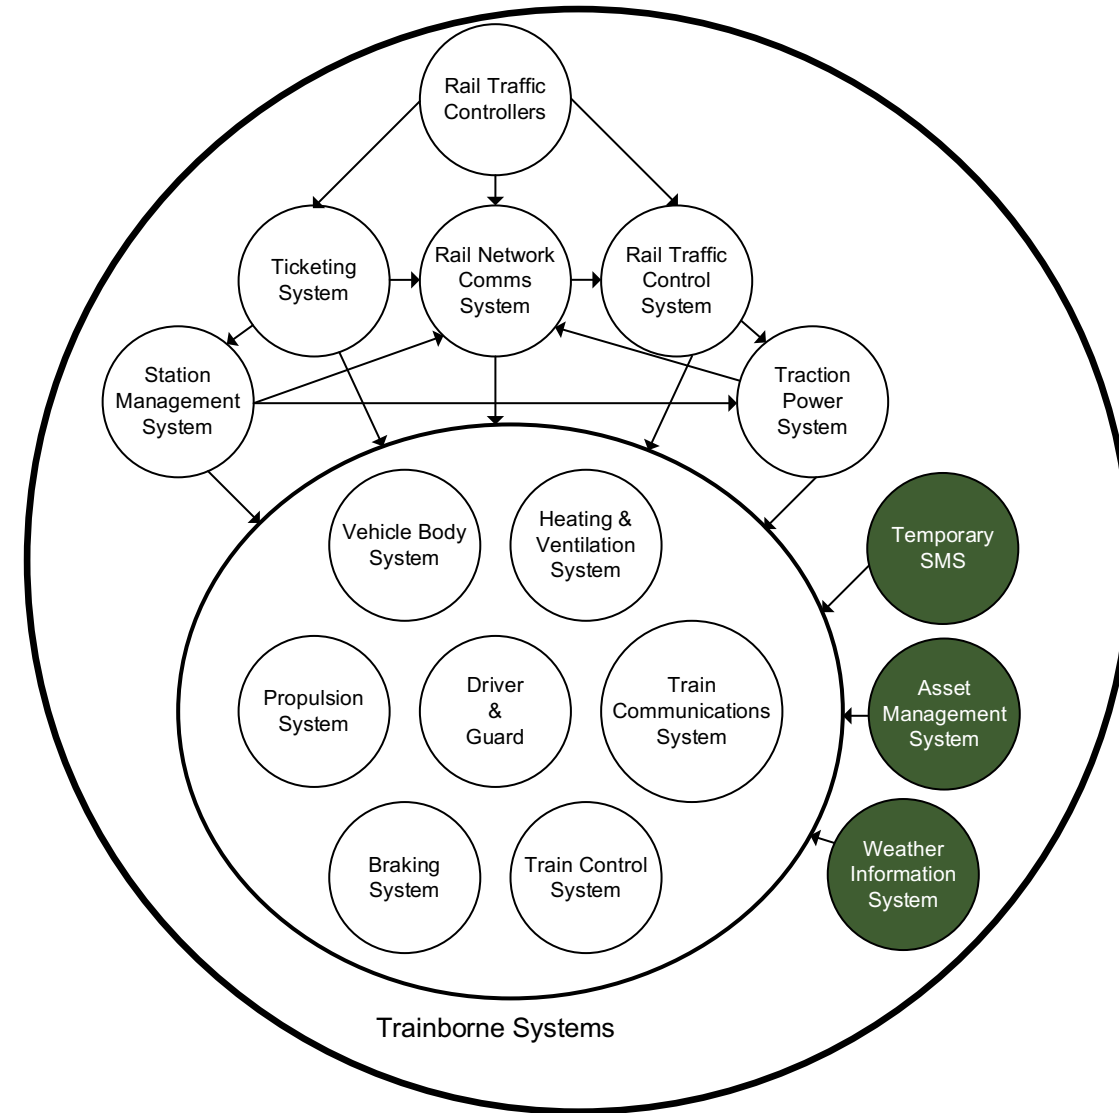 Rail Traffic
Controllers
Ticketing
System
Rail Network
Comms
System
Rail Traffic
Control
System
Station
Management
System
Traction
Power
System
Vehicle Body
System
Heating &
Ventilation
System
Temporary
SMS
Propulsion
System
Driver
&
Guard
Train
Communications
System
Asset
Management
System
Braking
System
Train Control
System
Weather
Information
System
Trainborne Systems